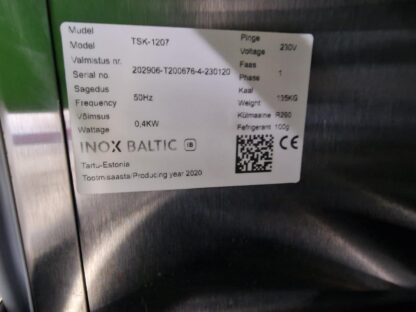 Mudel
Model TSK-1207
Valmistus nr.
Serial no. 202906-T200676-4-230120
Sagedus
Frequency 50Hz
Võimsus
Wattage 0,4KW
INOX BALTIC IB
Tartu-Estonia
Tootmisaasta/Producing year 2020
Pinge
Voltage 230V
Faas
Phase 1
Kaal
Weight 135KG
Külmaaine R290
Refrigerant 100g
CE